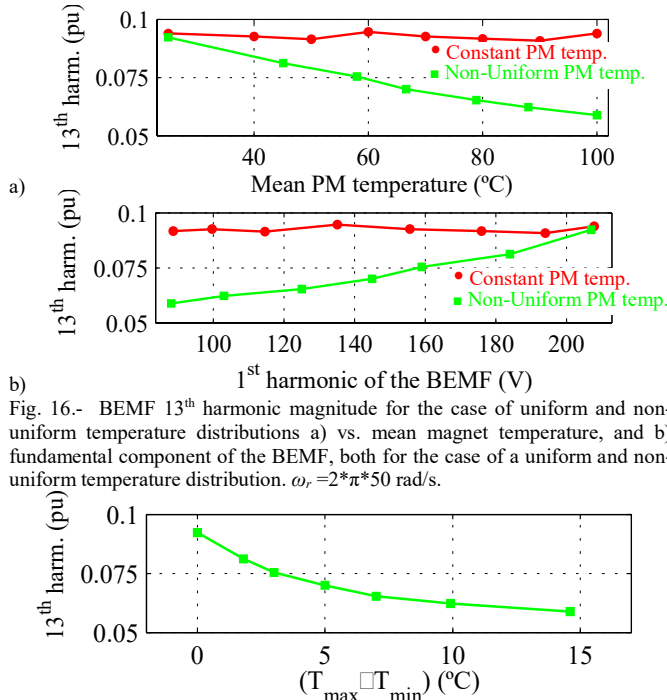 0.1
0.075
0.05
13th harm. (pu)
Constant PM temp.
Non-Uniform PM temp.
40 60 80 100
a) Mean PM temperature (ºC)
0.1
0.075
0.05
13th harm. (pu)
Constant PM temp.
Non-Uniform PM temp.
100 120 140 160 180 200
b) 1st harmonic of the BEMF (V)
Fig. 16.- BEMF 13th harmonic magnitude for the case of uniform and non-
uniform temperature distributions a) vs. mean magnet temperature, and b)
fundamental component of the BEMF, both for the case of a uniform and non-
uniform temperature distribution. ωr =2*π*50 rad/s.
0.1
0.075
0.05
13th harm. (pu)
0 5 10 15
(Tmax□Tmin) (ºC)